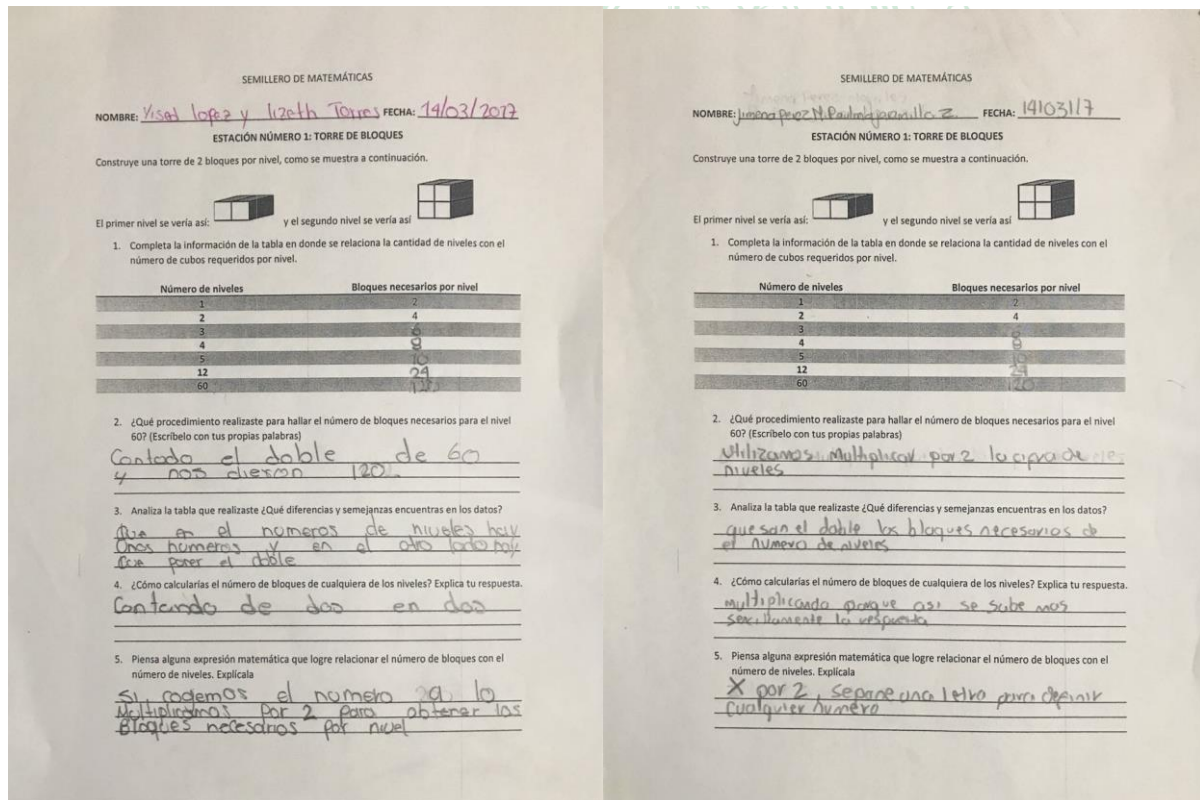 SEMILLERO DE MATEMÁTICAS
NOMBRE: Yiset lopez y lizeth Torres FECHA: 14/03/2017
ESTACIÓN NÚMERO 1: TORRE DE BLOQUES
Construye una torre de 2 bloques por nivel, como se muestra a continuación.
El primer nivel se vería así: y el segundo nivel se vería así
1. Completa la información de la tabla en donde se relaciona la cantidad de niveles con el
número de cubos requeridos por nivel.
Número de niveles Bloques necesarios por nivel
1 2
2 4
3 6
4 8
5 10
12 24
60 120
2. ¿Qué procedimiento realizaste para hallar el número de bloques necesarios para el nivel
60? (Escríbelo con tus propias palabras)
Contado el doble de 60
y nos dieron 120.
3. Analiza la tabla que realizaste ¿Qué diferencias y semejanzas encuentras en los datos?
Que en el numeros de niveles hay
Unos numeros y en el otro lado hay
Que poner el doble
4. ¿Cómo calcularías el número de bloques de cualquiera de los niveles? Explica tu respuesta.
Contando de dos en dos
5. Piensa alguna expresión matemática que logre relacionar el número de bloques con el
número de niveles. Explícala
Si, codemos el numero lo
Multiplicamos Por 2 para obtener los
Bloques necesarios por nivel
SEMILLERO DE MATEMÁTICAS
NOMBRE: Jimena Perez M. Paulina jaramillo Z. FECHA: 14/03/17
ESTACIÓN NÚMERO 1: TORRE DE BLOQUES
Construye una torre de 2 bloques por nivel, como se muestra a continuación.
El primer nivel se vería así: y el segundo nivel se vería así
1. Completa la información de la tabla en donde se relaciona la cantidad de niveles con el
número de cubos requeridos por nivel.
Número de niveles Bloques necesarios por nivel
1 2
2 4
3 6
4 8
5 10
12 24
60 120
2. ¿Qué procedimiento realizaste para hallar el número de bloques necesarios para el nivel
60? (Escríbelo con tus propias palabras)
Utilizamos: Multiplicar por 2 la cifra de
niveles
3. Analiza la tabla que realizaste ¿Qué diferencias y semejanzas encuentras en los datos?
que son el doble los bloques necesarios de
el numero de niveles
4. ¿Cómo calcularías el número de bloques de cualquiera de los niveles? Explica tu respuesta.
multiplicando porque asi se sabe mas
sencillamente la respuesta
5. Piensa alguna expresión matemática que logre relacionar el número de bloques con el
número de niveles. Explícala
X por 2, se pone una letra para definir
cualquier numero